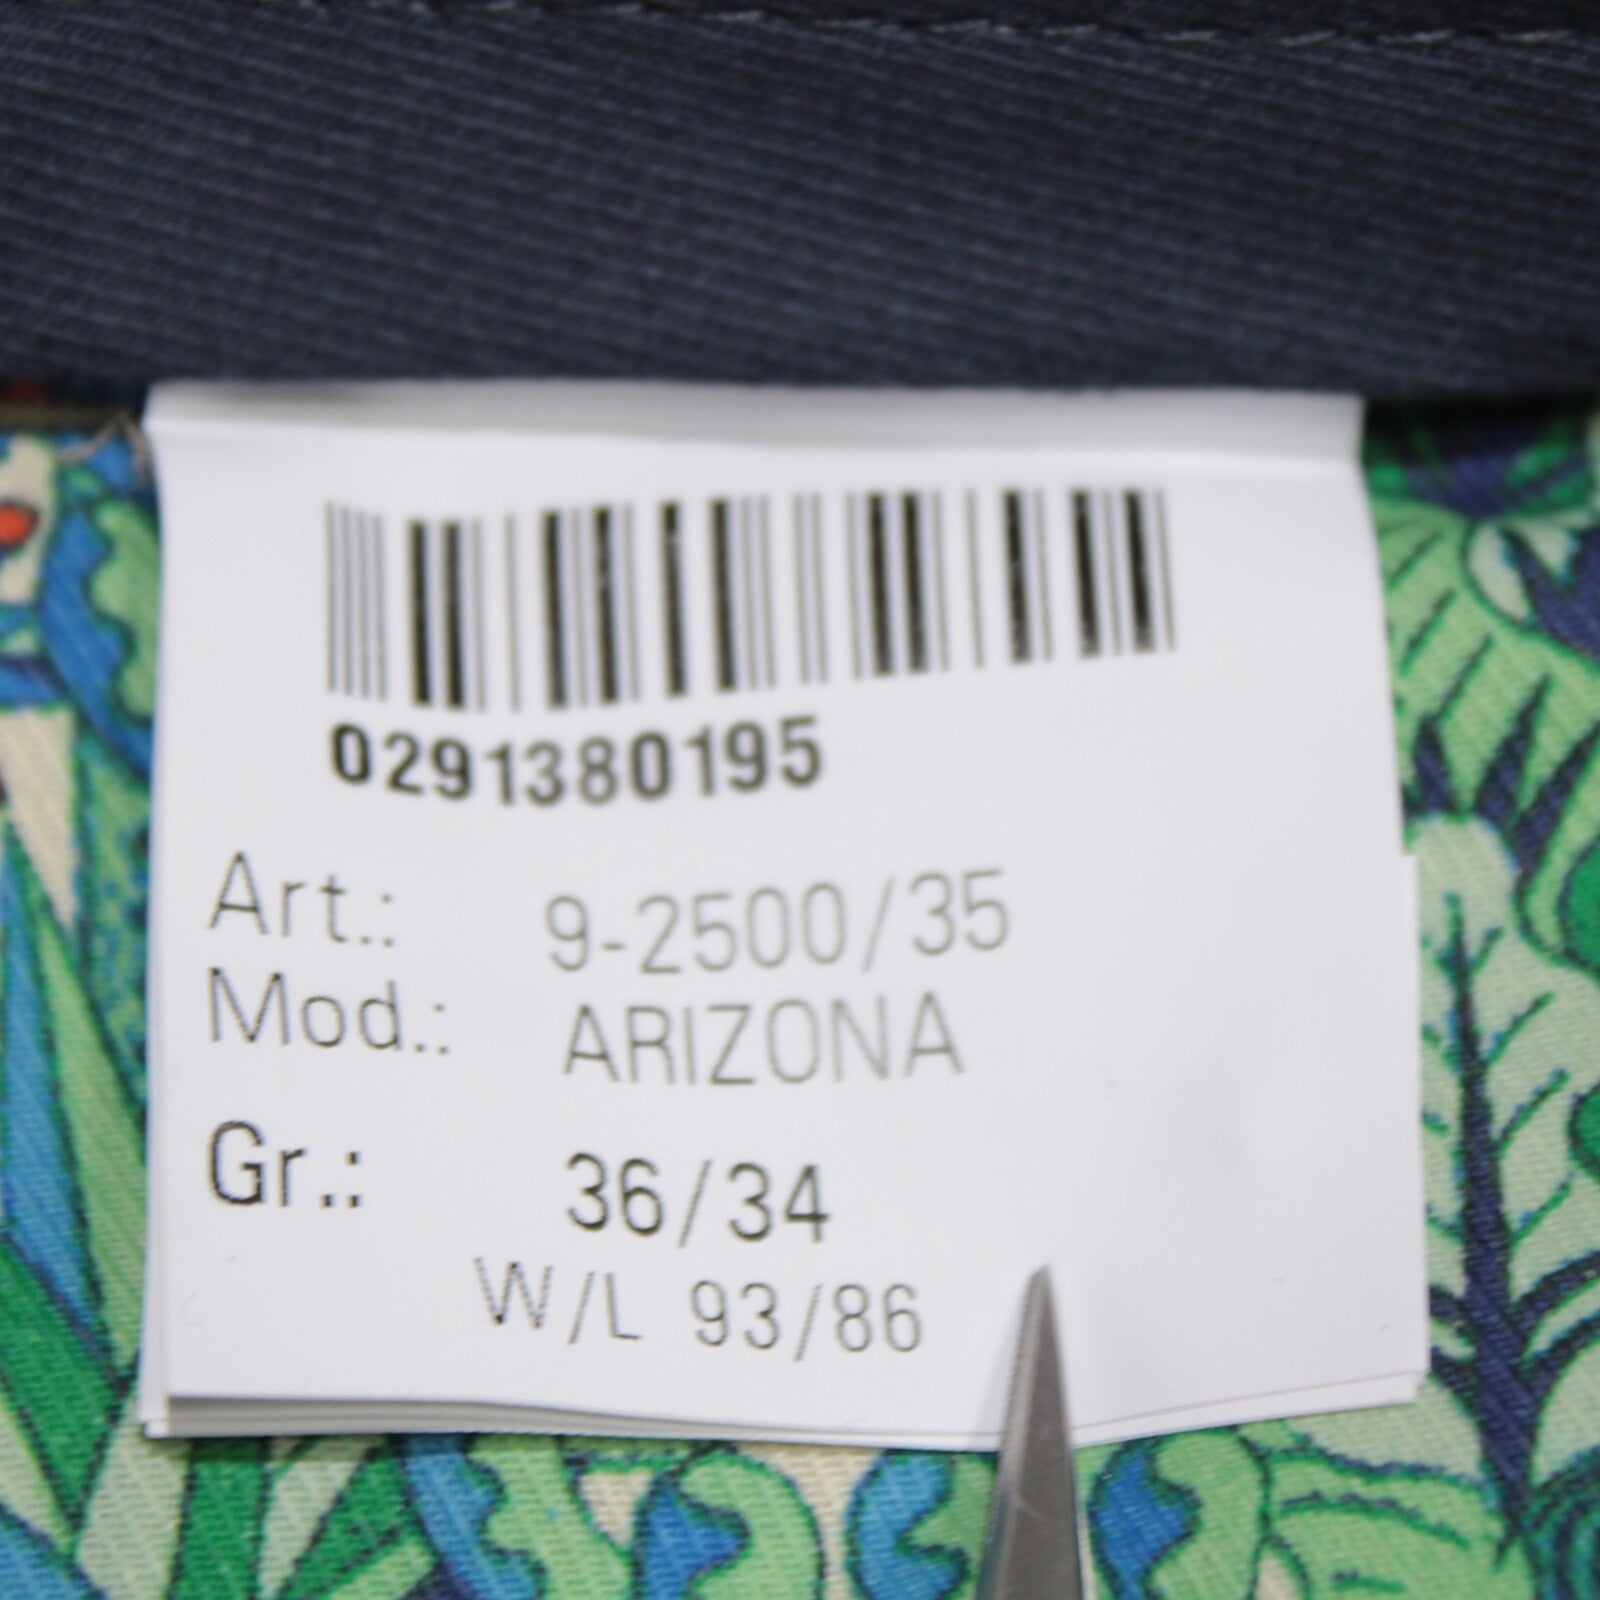 0291380195
Art.: 9-2500/35
Mod.: ARIZONA
Gr.: 36/34
W/L 93/86